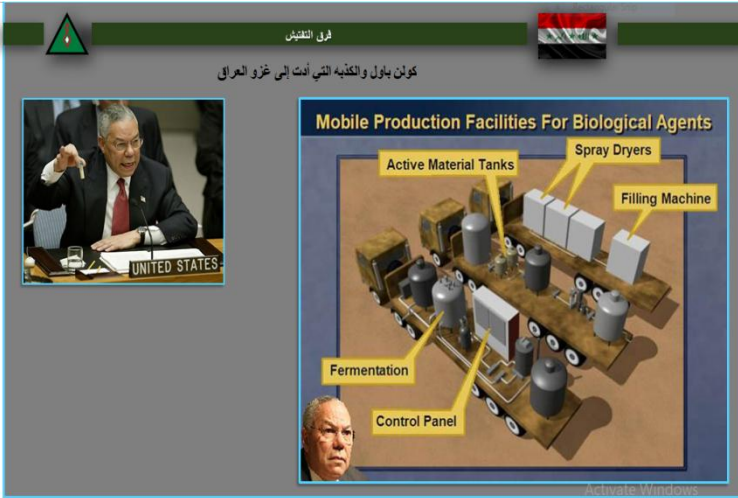 فرق التفتيش
كولن باول والكذبه التي أدت إلى غزو العراق
UNITED STATES
Mobile Production Facilities For Biological Agents
Spray Dryers
Active Material Tanks
Filling Machine
Fermentation
Control Panel
Activate Windows